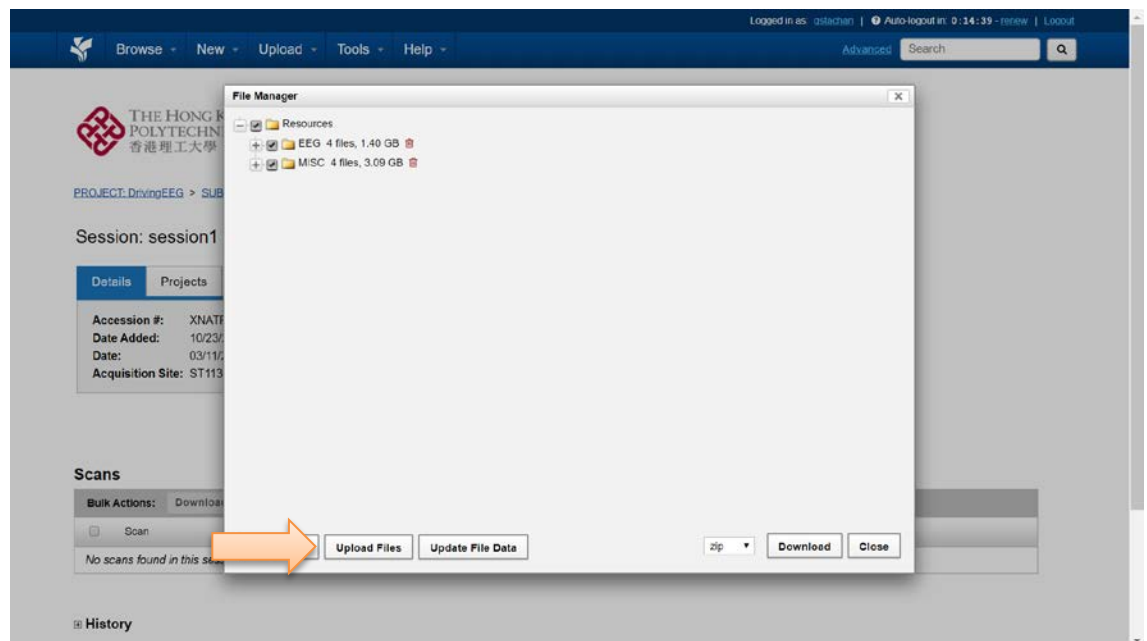 Logged in as: qstachan | Auto-logout in: 0:14:39 - renew | Logout
Browse New Upload Tools Help Advanced Search
File Manager x
THE HONG K
POLYTECHN
香港理工大學
Resources
EEG 4 files, 1.40 GB
MISC 4 files, 3.09 GB
PROJECT: DrivingEEG > SUB
Session: session1
Details Projects
Accession #: XNATF
Date Added: 10/23/
Date: 03/11/
Acquisition Site: ST113
Scans
Bulk Actions: Downloa
Scan
No scans found in this
Upload Files Update File Data zip Download Close
History